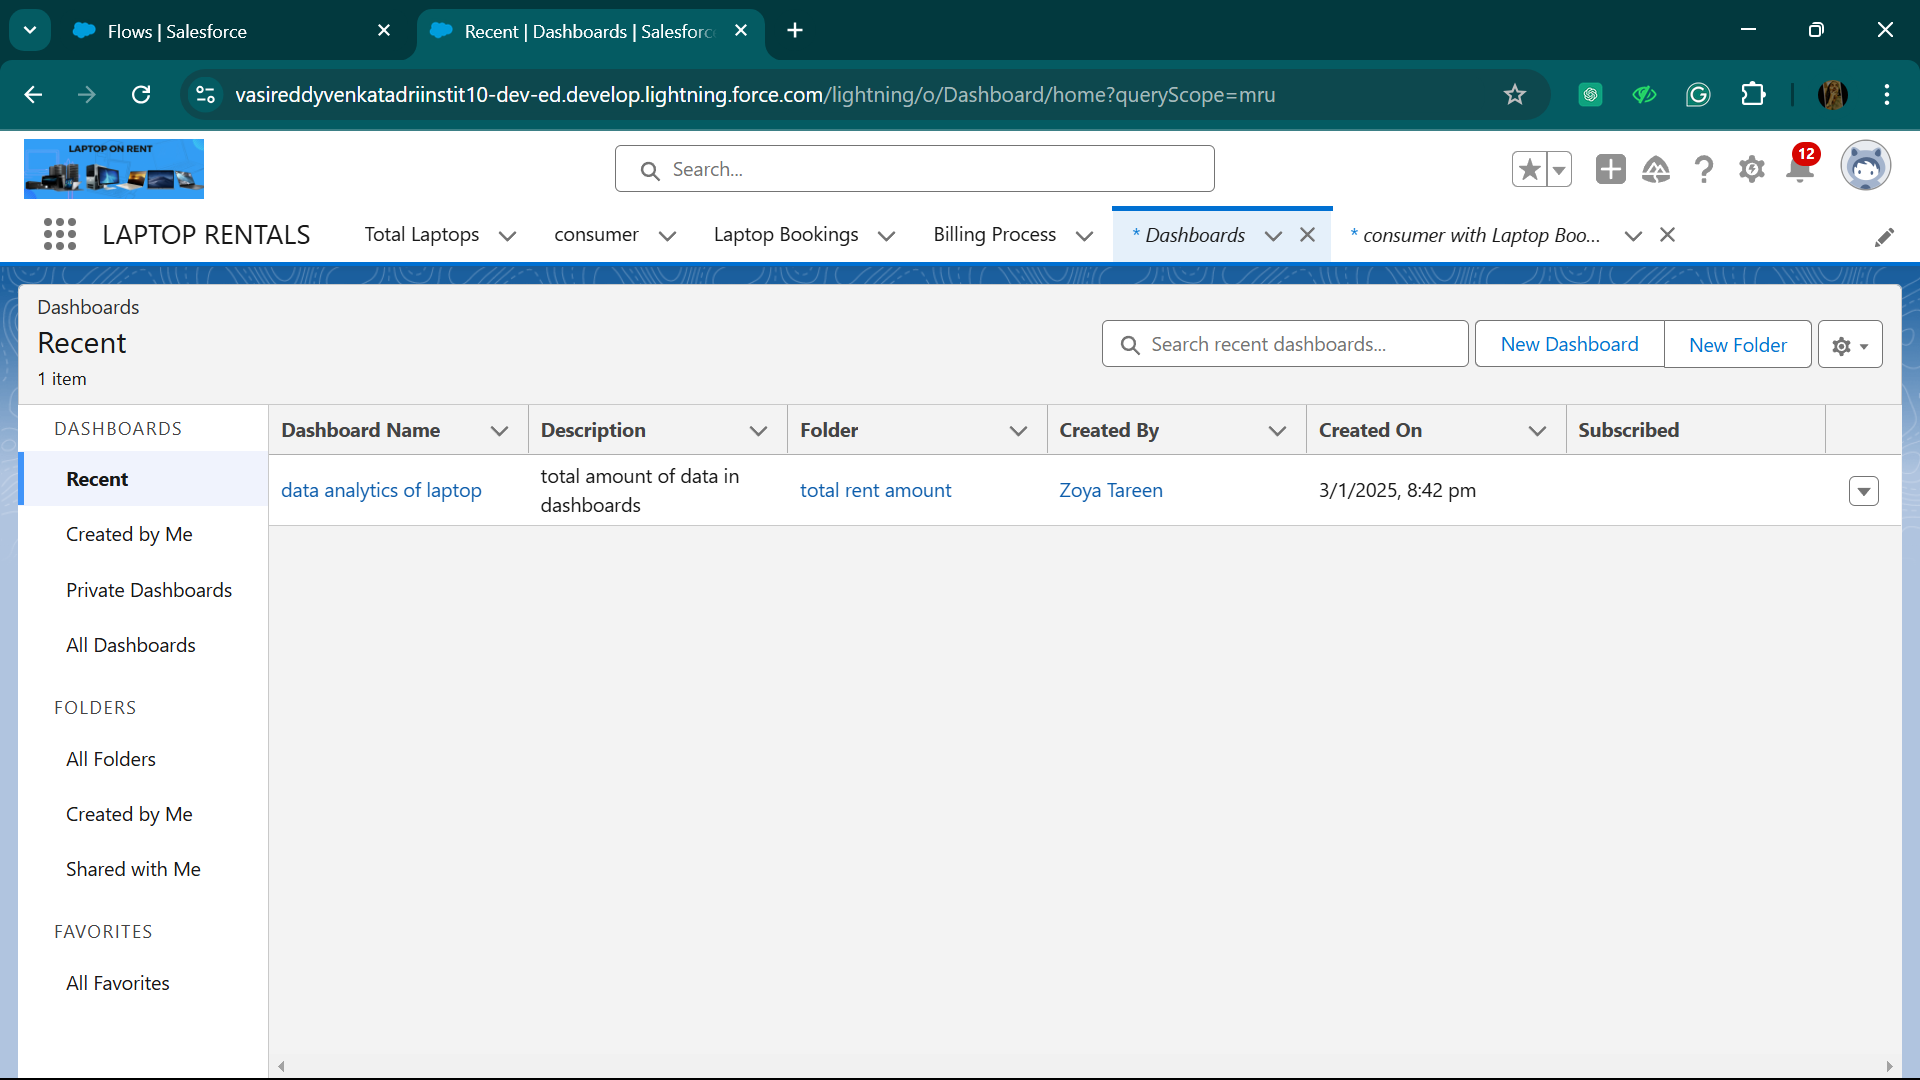 Flows | Salesforce
Recent | Dashboards | Salesforc
vasireddyvenkatadriinstit10-dev-ed.develop.lightning.force.com/lightning/o/Dashboard/home?queryScope=mru
LAPTOP ON RENT
Search...
12
LAPTOP RENTALS
Total Laptops
consumer
Laptop Bookings
Billing Process
* Dashboards
* consumer with Laptop Boo...
Dashboards
Recent
1 item
Search recent dashboards...
New Dashboard
New Folder
DASHBOARDS
Recent
Created by Me
Private Dashboards
All Dashboards
FOLDERS
All Folders
Created by Me
Shared with Me
FAVORITES
All Favorites
Dashboard Name
Description
Folder
Created By
Created On
Subscribed
data analytics of laptop
total amount of data in
dashboards
total rent amount
Zoya Tareen
3/1/2025, 8:42 pm